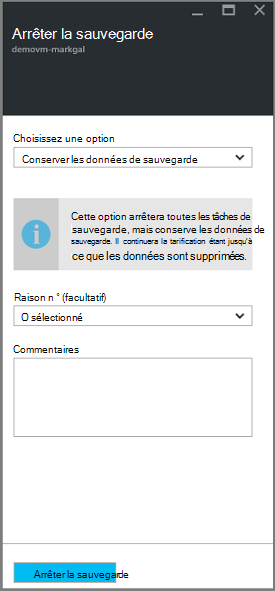 Arrêter la sauvegarde
demovm-markgal
Choisissez une option
Conserver les données de sauvegarde
Cette option arrêtera toutes les tâches de
sauvegarde, mais conserve les données de
sauvegarde. Il continuera la tarification étant jusqu'à
ce que les données sont supprimées.
Raison n ° (facultatif)
O sélectionné
Commentaires
Arrêter la sauvegarde